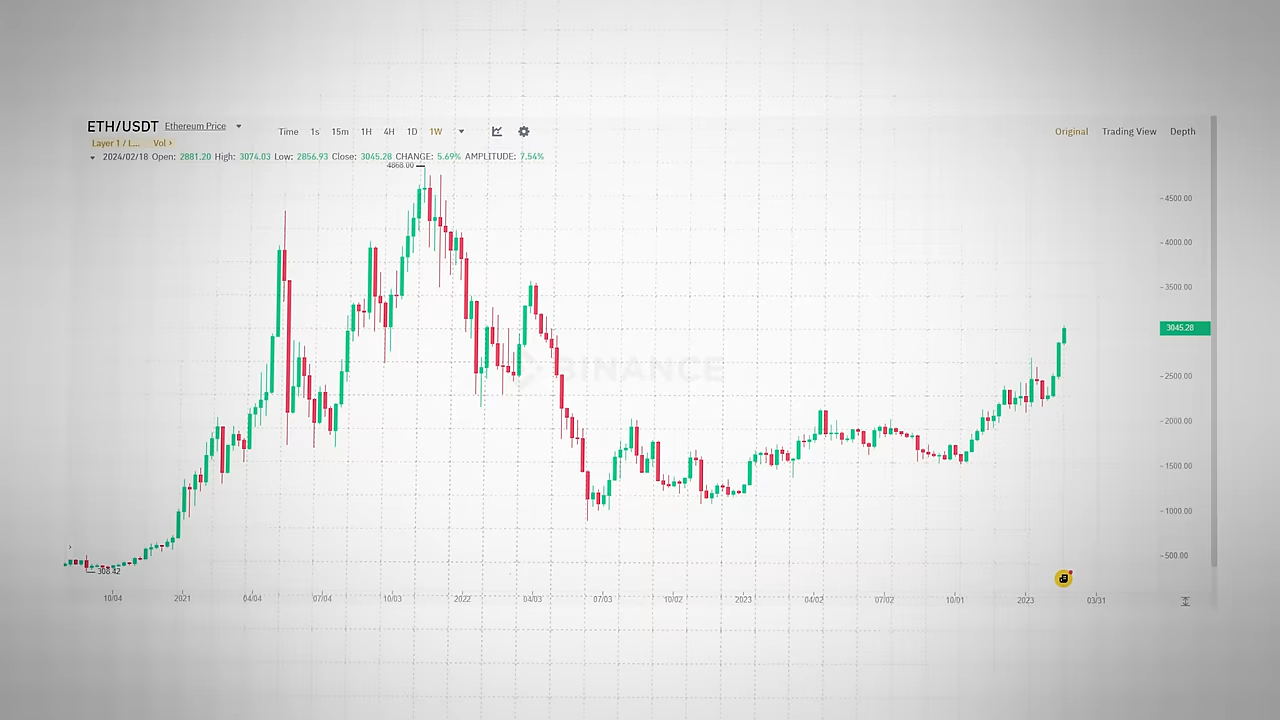 ETH/USDT Ethereum Price
Time 1s 15m 1H 4H 1D 1W
Original Trading View Depth
Layer 1 / L... Vol ›
2024/02/18 Open: 2881.20 High: 3074.03 Low: 2856.93 Close: 3045.28 CHANGE: 5.69% AMPLITUDE: 7.54%
4868.00
4500.00
4000.00
3500.00
3045.28
BINANCE
2500.00
2000.00
1500.00
1000.00
500.00
308.42
10/04 2021 04/04 07/04 10/03 2022 04/03 07/03 10/02 2023 04/02 07/02 10/01 2023 03/31